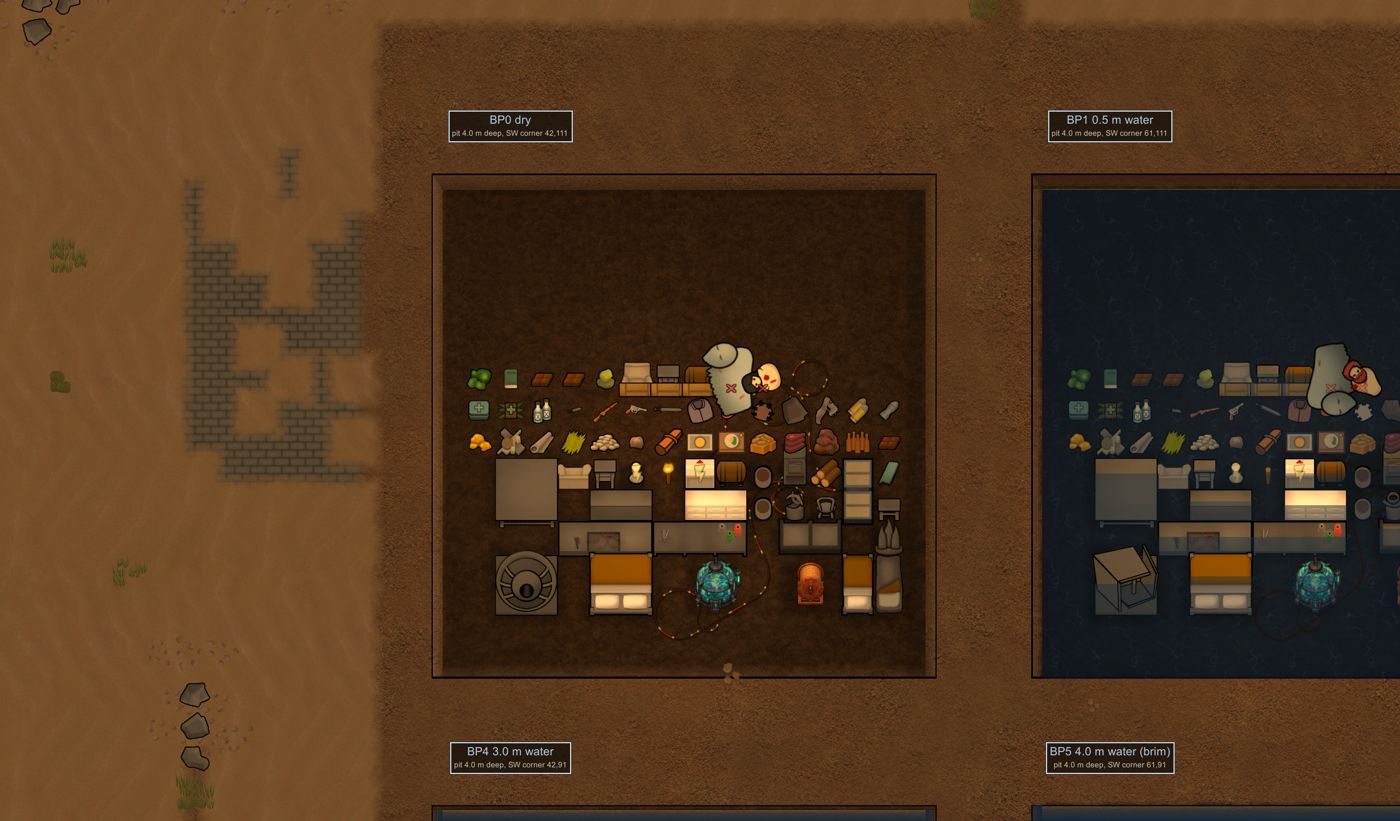 BP0 dry
pit 4.0 m deep, SW corner 42,111
BP1 0.5 m water
pit 4.0 m deep, SW corner 61,111
BP4 3.0 m water
pit 4.0 m deep, SW corner 42,91
BP5 4.0 m water (brim)
pit 4.0 m deep, SW corner 61,91